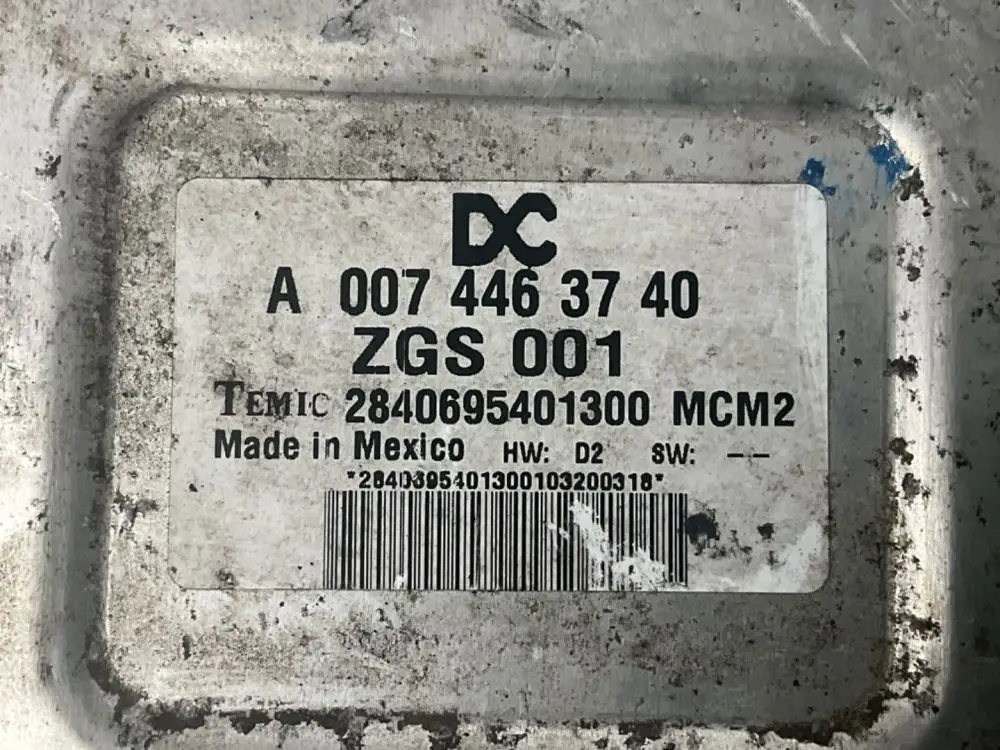 DC
A 007 446 37 40
ZGS 001
TEMIC 2840695401300 MCM2
Made in Mexico HW: D2 SW: --
*2840695401300103200318*